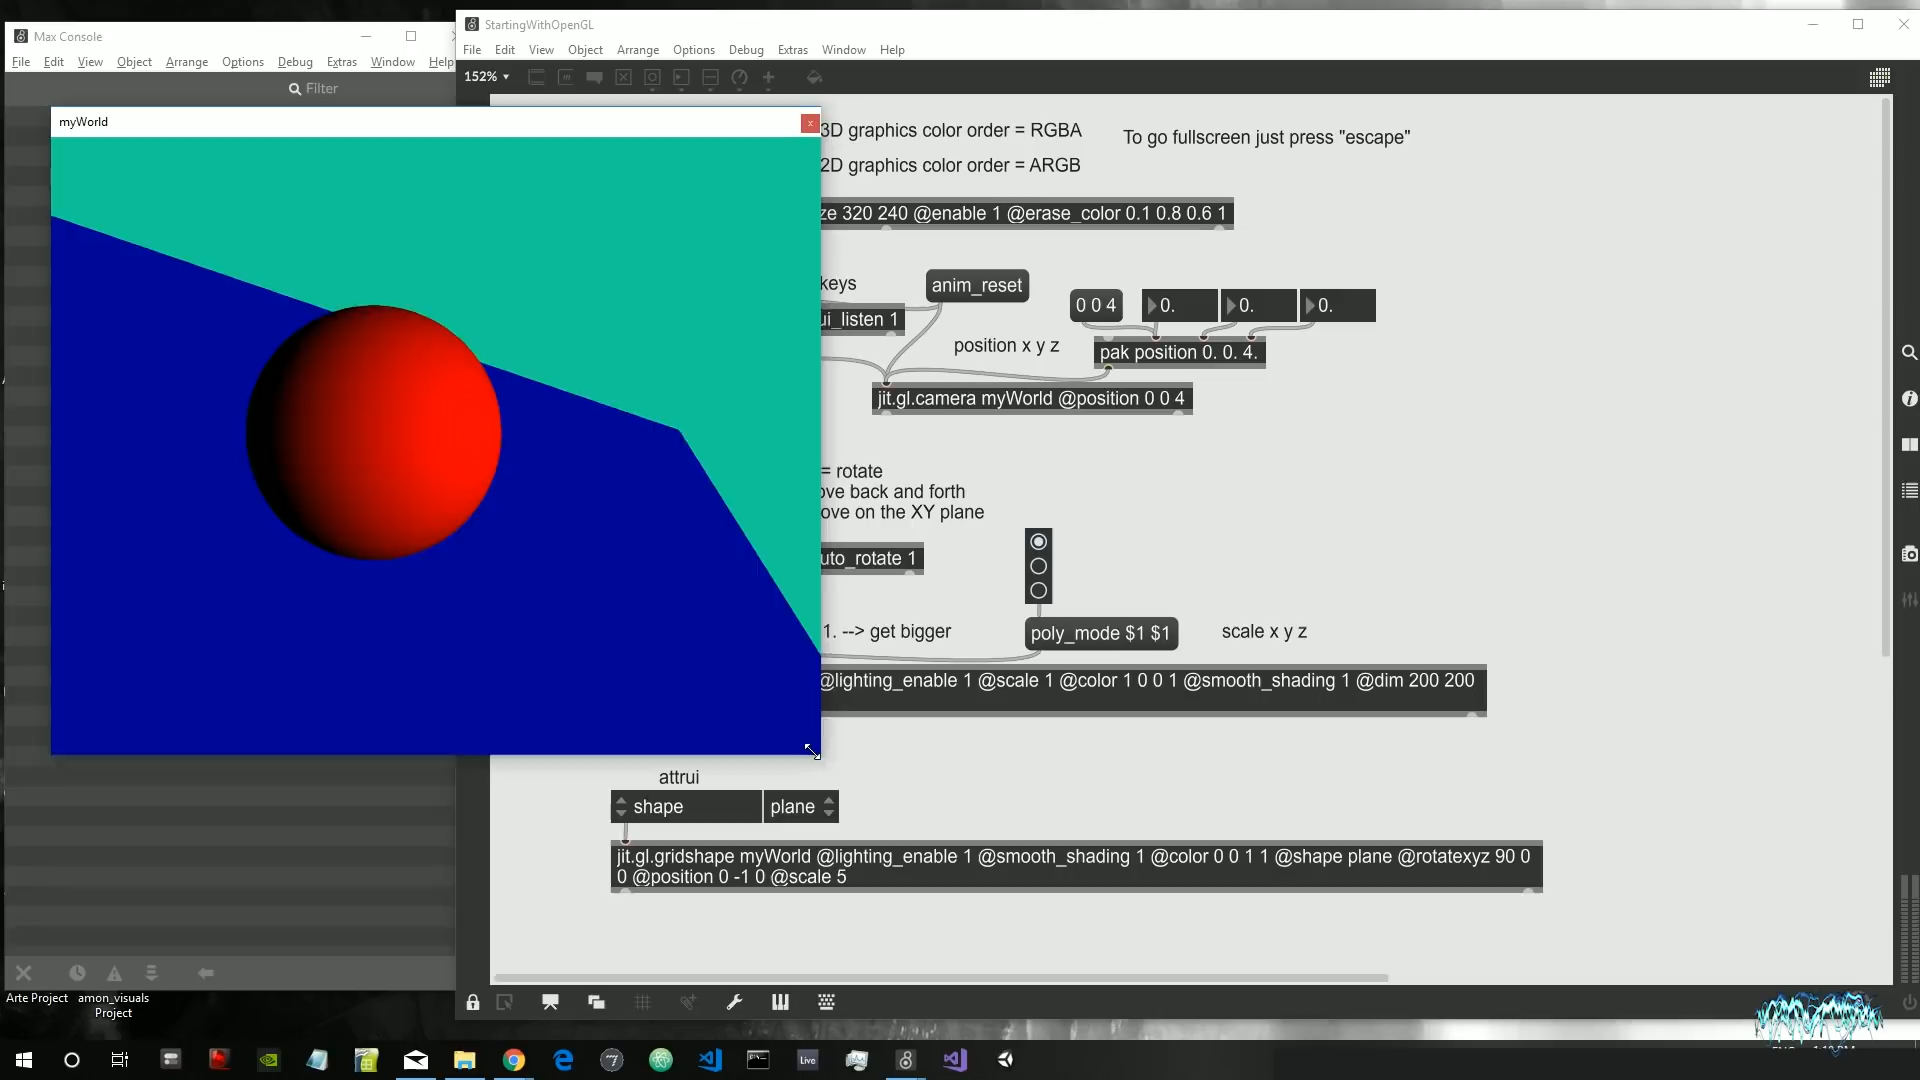 Max Console
File Edit View Object Arrange Options Debug Extras Window Help
Filter
StartingWithOpenGL
File Edit View Object Arrange Options Debug Extras Window Help
152%
myWorld
x
3D graphics color order = RGBA
To go fullscreen just press "escape"
2D graphics color order = ARGB
ze 320 240 @enable 1 @erase_color 0.1 0.8 0.6 1
keys
anim_reset
0 0 4
0.
0.
0.
ui_listen 1
position x y z
pak position 0. 0. 4.
jit.gl.camera myWorld @position 0 0 4
= rotate
ove back and forth
ove on the XY plane
uto_rotate 1
1. --> get bigger
poly_mode $1 $1
scale x y z
@lighting_enable 1 @scale 1 @color 1 0 0 1 @smooth_shading 1 @dim 200 200
attrui
shape
plane
jit.gl.gridshape myWorld @lighting_enable 1 @smooth_shading 1 @color 0 0 1 1 @shape plane @rotatexyz 90 0
0 @position 0 -1 0 @scale 5
Arte Project
amon_visuals
Project
Live